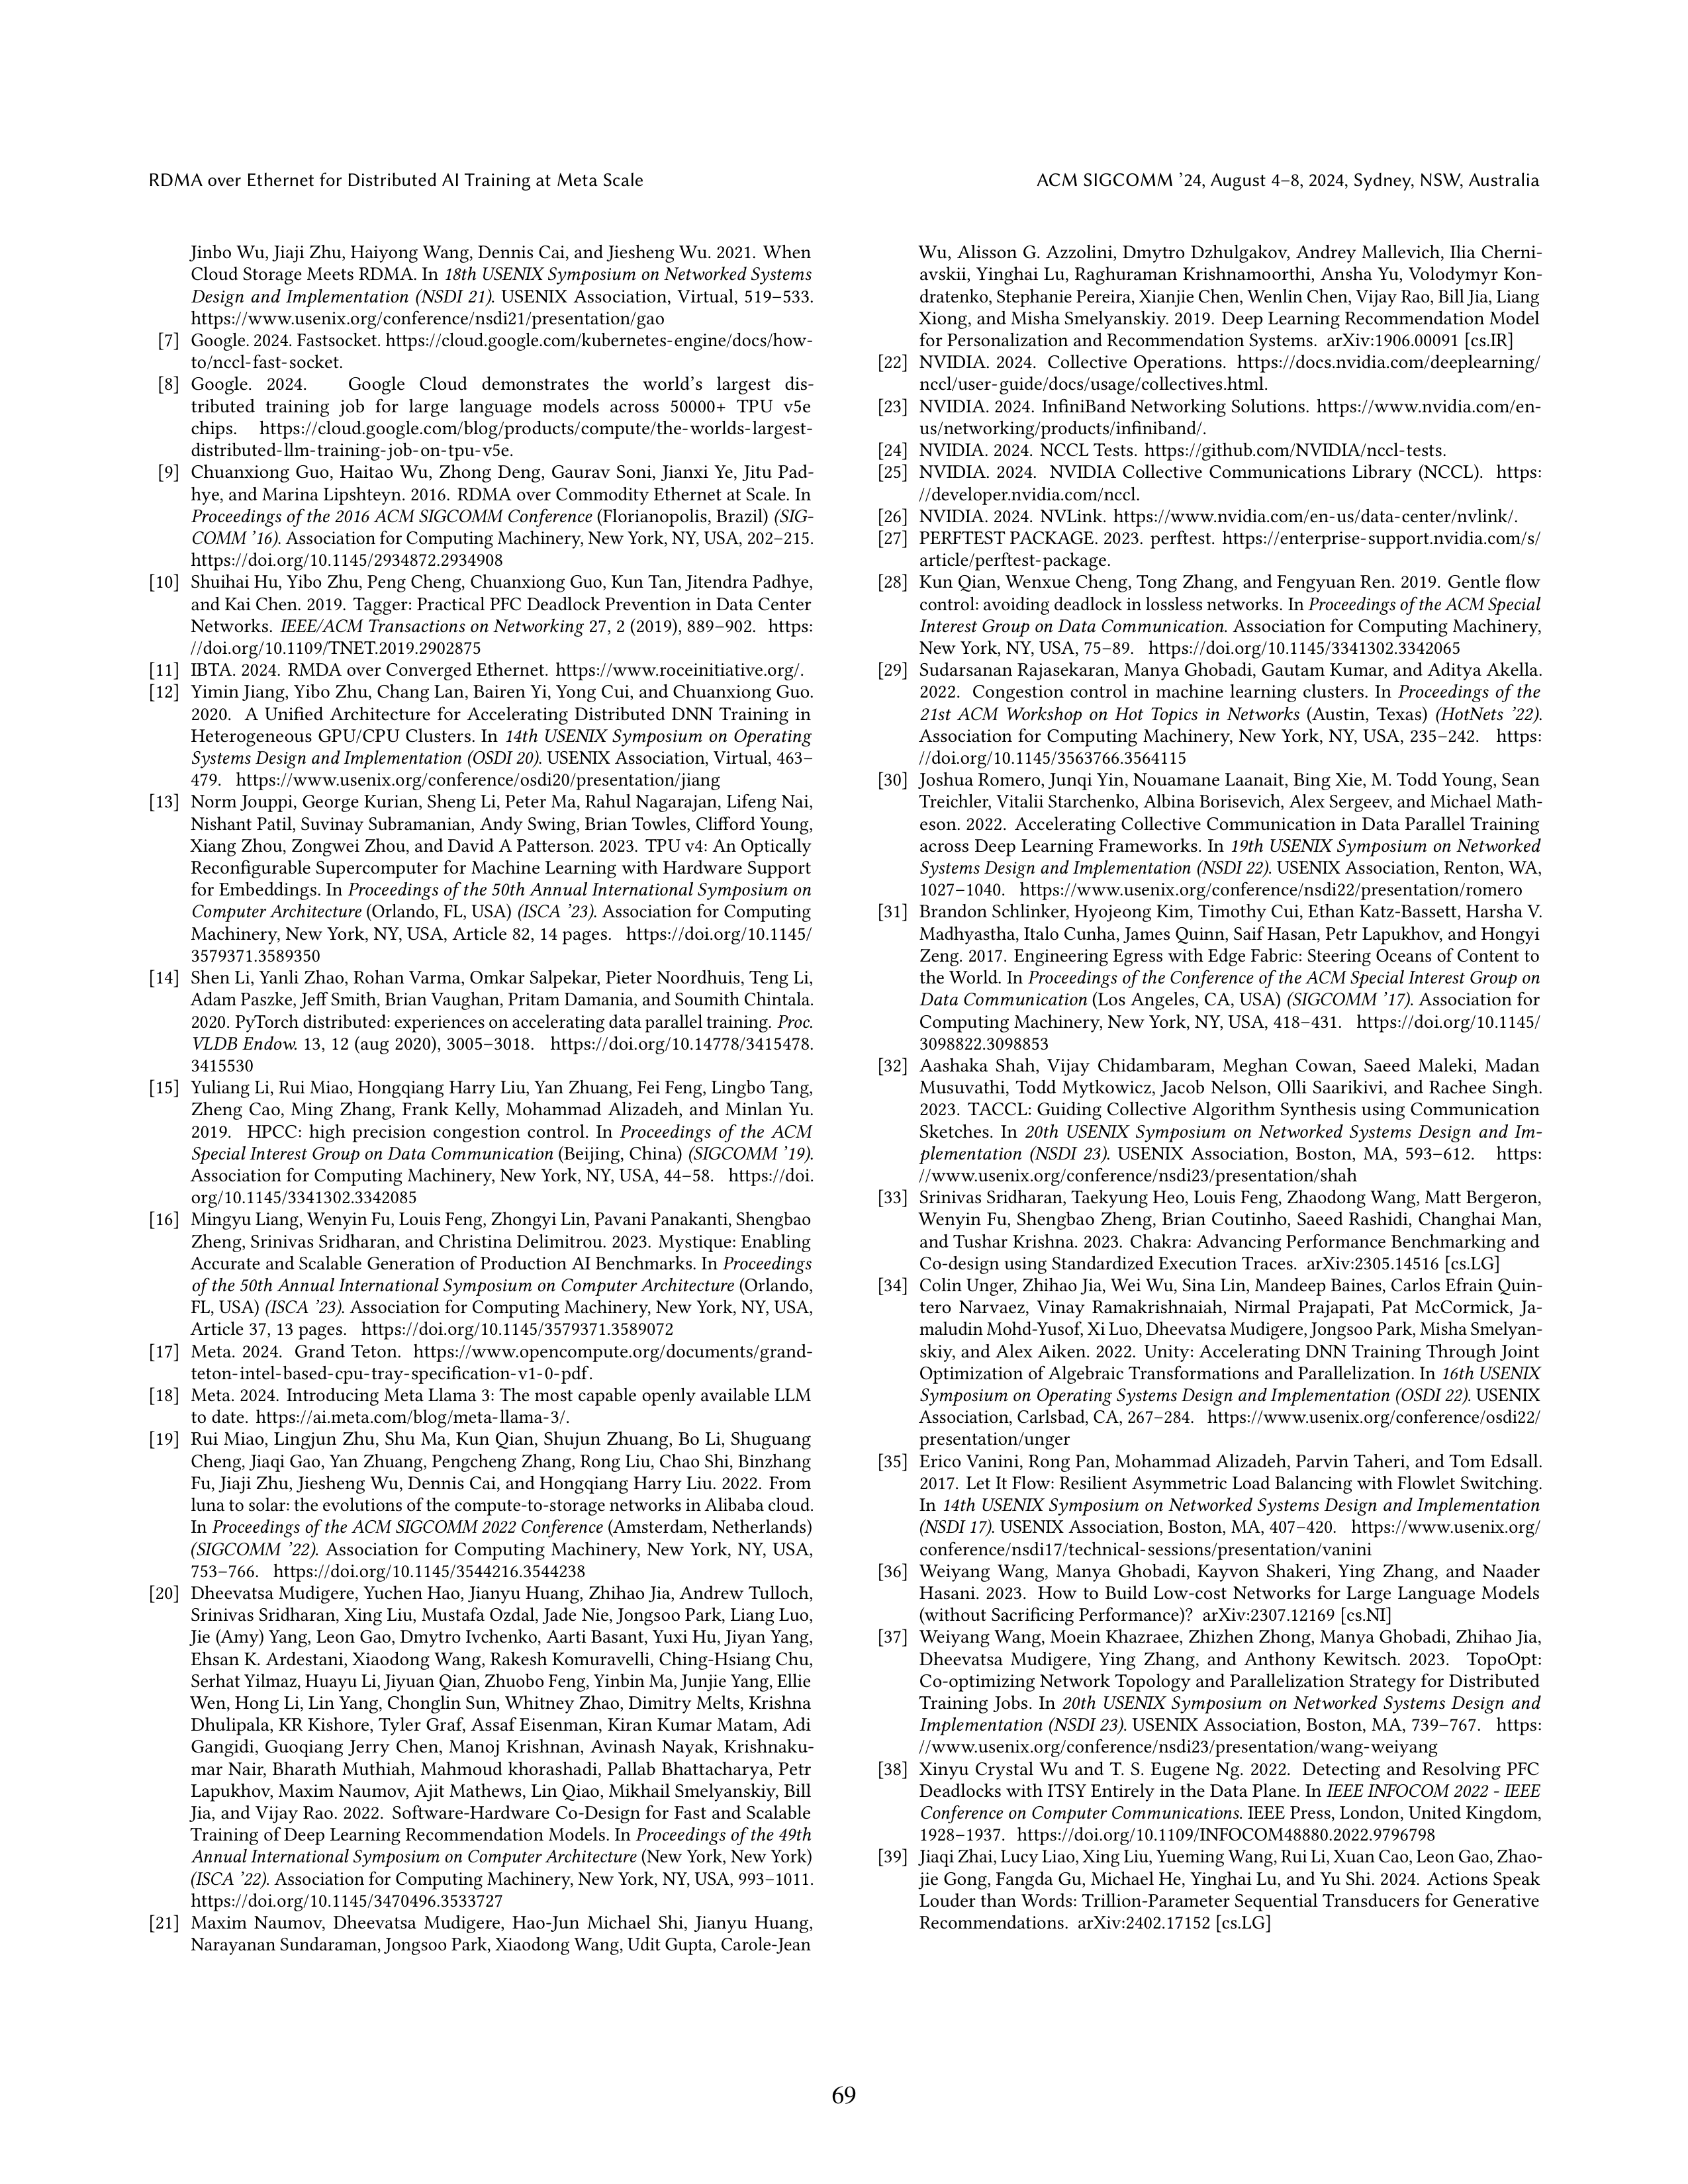 RDMA over Ethernet for Distributed AI Training at Meta Scale
ACM SIGCOMM ’24, August 4–8, 2024, Sydney, NSW, Australia
Jinbo Wu, Jiaji Zhu, Haiyong Wang, Dennis Cai, and Jiesheng Wu. 2021. When
Cloud Storage Meets RDMA. In 18th USENIX Symposium on Networked Systems
Design and Implementation (NSDI 21). USENIX Association, Virtual, 519–533.
https://www.usenix.org/conference/nsdi21/presentation/gao
[7] Google. 2024. Fastsocket. https://cloud.google.com/kubernetes-engine/docs/how-
to/nccl-fast-socket.
[8] Google. 2024. Google Cloud demonstrates the world’s largest dis-
tributed training job for large language models across 50000+ TPU v5e
chips. https://cloud.google.com/blog/products/compute/the-worlds-largest-
distributed-llm-training-job-on-tpu-v5e.
[9] Chuanxiong Guo, Haitao Wu, Zhong Deng, Gaurav Soni, Jianxi Ye, Jitu Pad-
hye, and Marina Lipshteyn. 2016. RDMA over Commodity Ethernet at Scale. In
Proceedings of the 2016 ACM SIGCOMM Conference (Florianopolis, Brazil) (SIG-
COMM ’16). Association for Computing Machinery, New York, NY, USA, 202–215.
https://doi.org/10.1145/2934872.2934908
[10] Shuihai Hu, Yibo Zhu, Peng Cheng, Chuanxiong Guo, Kun Tan, Jitendra Padhye,
and Kai Chen. 2019. Tagger: Practical PFC Deadlock Prevention in Data Center
Networks. IEEE/ACM Transactions on Networking 27, 2 (2019), 889–902. https:
//doi.org/10.1109/TNET.2019.2902875
[11] IBTA. 2024. RMDA over Converged Ethernet. https://www.roceinitiative.org/.
[12] Yimin Jiang, Yibo Zhu, Chang Lan, Bairen Yi, Yong Cui, and Chuanxiong Guo.
2020. A Unified Architecture for Accelerating Distributed DNN Training in
Heterogeneous GPU/CPU Clusters. In 14th USENIX Symposium on Operating
Systems Design and Implementation (OSDI 20). USENIX Association, Virtual, 463–
479. https://www.usenix.org/conference/osdi20/presentation/jiang
[13] Norm Jouppi, George Kurian, Sheng Li, Peter Ma, Rahul Nagarajan, Lifeng Nai,
Nishant Patil, Suvinay Subramanian, Andy Swing, Brian Towles, Clifford Young,
Xiang Zhou, Zongwei Zhou, and David A Patterson. 2023. TPU v4: An Optically
Reconfigurable Supercomputer for Machine Learning with Hardware Support
for Embeddings. In Proceedings of the 50th Annual International Symposium on
Computer Architecture (Orlando, FL, USA) (ISCA ’23). Association for Computing
Machinery, New York, NY, USA, Article 82, 14 pages. https://doi.org/10.1145/
3579371.3589350
[14] Shen Li, Yanli Zhao, Rohan Varma, Omkar Salpekar, Pieter Noordhuis, Teng Li,
Adam Paszke, Jeff Smith, Brian Vaughan, Pritam Damania, and Soumith Chintala.
2020. PyTorch distributed: experiences on accelerating data parallel training. Proc.
VLDB Endow. 13, 12 (aug 2020), 3005–3018. https://doi.org/10.14778/3415478.
3415530
[15] Yuliang Li, Rui Miao, Hongqiang Harry Liu, Yan Zhuang, Fei Feng, Lingbo Tang,
Zheng Cao, Ming Zhang, Frank Kelly, Mohammad Alizadeh, and Minlan Yu.
2019. HPCC: high precision congestion control. In Proceedings of the ACM
Special Interest Group on Data Communication (Beijing, China) (SIGCOMM ’19).
Association for Computing Machinery, New York, NY, USA, 44–58. https://doi.
org/10.1145/3341302.3342085
[16] Mingyu Liang, Wenyin Fu, Louis Feng, Zhongyi Lin, Pavani Panakanti, Shengbao
Zheng, Srinivas Sridharan, and Christina Delimitrou. 2023. Mystique: Enabling
Accurate and Scalable Generation of Production AI Benchmarks. In Proceedings
of the 50th Annual International Symposium on Computer Architecture (Orlando,
FL, USA) (ISCA ’23). Association for Computing Machinery, New York, NY, USA,
Article 37, 13 pages. https://doi.org/10.1145/3579371.3589072
[17] Meta. 2024. Grand Teton. https://www.opencompute.org/documents/grand-
teton-intel-based-cpu-tray-specification-v1-0-pdf.
[18] Meta. 2024. Introducing Meta Llama 3: The most capable openly available LLM
to date. https://ai.meta.com/blog/meta-llama-3/.
[19] Rui Miao, Lingjun Zhu, Shu Ma, Kun Qian, Shujun Zhuang, Bo Li, Shuguang
Cheng, Jiaqi Gao, Yan Zhuang, Pengcheng Zhang, Rong Liu, Chao Shi, Binzhang
Fu, Jiaji Zhu, Jiesheng Wu, Dennis Cai, and Hongqiang Harry Liu. 2022. From
luna to solar: the evolutions of the compute-to-storage networks in Alibaba cloud.
In Proceedings of the ACM SIGCOMM 2022 Conference (Amsterdam, Netherlands)
(SIGCOMM ’22). Association for Computing Machinery, New York, NY, USA,
753–766. https://doi.org/10.1145/3544216.3544238
[20] Dheevatsa Mudigere, Yuchen Hao, Jianyu Huang, Zhihao Jia, Andrew Tulloch,
Srinivas Sridharan, Xing Liu, Mustafa Ozdal, Jade Nie, Jongsoo Park, Liang Luo,
Jie (Amy) Yang, Leon Gao, Dmytro Ivchenko, Aarti Basant, Yuxi Hu, Jiyan Yang,
Ehsan K. Ardestani, Xiaodong Wang, Rakesh Komuravelli, Ching-Hsiang Chu,
Serhat Yilmaz, Huayu Li, Jiyuan Qian, Zhuobo Feng, Yinbin Ma, Junjie Yang, Ellie
Wen, Hong Li, Lin Yang, Chonglin Sun, Whitney Zhao, Dimitry Melts, Krishna
Dhulipala, KR Kishore, Tyler Graf, Assaf Eisenman, Kiran Kumar Matam, Adi
Gangidi, Guoqiang Jerry Chen, Manoj Krishnan, Avinash Nayak, Krishnaku-
mar Nair, Bharath Muthiah, Mahmoud khorashadi, Pallab Bhattacharya, Petr
Lapukhov, Maxim Naumov, Ajit Mathews, Lin Qiao, Mikhail Smelyanskiy, Bill
Jia, and Vijay Rao. 2022. Software-Hardware Co-Design for Fast and Scalable
Training of Deep Learning Recommendation Models. In Proceedings of the 49th
Annual International Symposium on Computer Architecture (New York, New York)
(ISCA ’22). Association for Computing Machinery, New York, NY, USA, 993–1011.
https://doi.org/10.1145/3470496.3533727
[21] Maxim Naumov, Dheevatsa Mudigere, Hao-Jun Michael Shi, Jianyu Huang,
Narayanan Sundaraman, Jongsoo Park, Xiaodong Wang, Udit Gupta, Carole-Jean
Wu, Alisson G. Azzolini, Dmytro Dzhulgakov, Andrey Mallevich, Ilia Cherni-
avskii, Yinghai Lu, Raghuraman Krishnamoorthi, Ansha Yu, Volodymyr Kon-
dratenko, Stephanie Pereira, Xianjie Chen, Wenlin Chen, Vijay Rao, Bill Jia, Liang
Xiong, and Misha Smelyanskiy. 2019. Deep Learning Recommendation Model
for Personalization and Recommendation Systems. arXiv:1906.00091 [cs.IR]
[22] NVIDIA. 2024. Collective Operations. https://docs.nvidia.com/deeplearning/
nccl/user-guide/docs/usage/collectives.html.
[23] NVIDIA. 2024. InfiniBand Networking Solutions. https://www.nvidia.com/en-
us/networking/products/infiniband/.
[24] NVIDIA. 2024. NCCL Tests. https://github.com/NVIDIA/nccl-tests.
[25] NVIDIA. 2024. NVIDIA Collective Communications Library (NCCL). https:
//developer.nvidia.com/nccl.
[26] NVIDIA. 2024. NVLink. https://www.nvidia.com/en-us/data-center/nvlink/.
[27] PERFTEST PACKAGE. 2023. perftest. https://enterprise-support.nvidia.com/s/
article/perftest-package.
[28] Kun Qian, Wenxue Cheng, Tong Zhang, and Fengyuan Ren. 2019. Gentle flow
control: avoiding deadlock in lossless networks. In Proceedings of the ACM Special
Interest Group on Data Communication. Association for Computing Machinery,
New York, NY, USA, 75–89. https://doi.org/10.1145/3341302.3342065
[29] Sudarsanan Rajasekaran, Manya Ghobadi, Gautam Kumar, and Aditya Akella.
2022. Congestion control in machine learning clusters. In Proceedings of the
21st ACM Workshop on Hot Topics in Networks (Austin, Texas) (HotNets ’22).
Association for Computing Machinery, New York, NY, USA, 235–242. https:
//doi.org/10.1145/3563766.3564115
[30] Joshua Romero, Junqi Yin, Nouamane Laanait, Bing Xie, M. Todd Young, Sean
Treichler, Vitalii Starchenko, Albina Borisevich, Alex Sergeev, and Michael Math-
eson. 2022. Accelerating Collective Communication in Data Parallel Training
across Deep Learning Frameworks. In 19th USENIX Symposium on Networked
Systems Design and Implementation (NSDI 22). USENIX Association, Renton, WA,
1027–1040. https://www.usenix.org/conference/nsdi22/presentation/romero
[31] Brandon Schlinker, Hyojeong Kim, Timothy Cui, Ethan Katz-Bassett, Harsha V.
Madhyastha, Italo Cunha, James Quinn, Saif Hasan, Petr Lapukhov, and Hongyi
Zeng. 2017. Engineering Egress with Edge Fabric: Steering Oceans of Content to
the World. In Proceedings of the Conference of the ACM Special Interest Group on
Data Communication (Los Angeles, CA, USA) (SIGCOMM ’17). Association for
Computing Machinery, New York, NY, USA, 418–431. https://doi.org/10.1145/
3098822.3098853
[32] Aashaka Shah, Vijay Chidambaram, Meghan Cowan, Saeed Maleki, Madan
Musuvathi, Todd Mytkowicz, Jacob Nelson, Olli Saarikivi, and Rachee Singh.
2023. TACCL: Guiding Collective Algorithm Synthesis using Communication
Sketches. In 20th USENIX Symposium on Networked Systems Design and Im-
plementation (NSDI 23). USENIX Association, Boston, MA, 593–612. https:
//www.usenix.org/conference/nsdi23/presentation/shah
[33] Srinivas Sridharan, Taekyung Heo, Louis Feng, Zhaodong Wang, Matt Bergeron,
Wenyin Fu, Shengbao Zheng, Brian Coutinho, Saeed Rashidi, Changhai Man,
and Tushar Krishna. 2023. Chakra: Advancing Performance Benchmarking and
Co-design using Standardized Execution Traces. arXiv:2305.14516 [cs.LG]
[34] Colin Unger, Zhihao Jia, Wei Wu, Sina Lin, Mandeep Baines, Carlos Efrain Quin-
tero Narvaez, Vinay Ramakrishnaiah, Nirmal Prajapati, Pat McCormick, Ja-
maludin Mohd-Yusof, Xi Luo, Dheevatsa Mudigere, Jongsoo Park, Misha Smelyan-
skiy, and Alex Aiken. 2022. Unity: Accelerating DNN Training Through Joint
Optimization of Algebraic Transformations and Parallelization. In 16th USENIX
Symposium on Operating Systems Design and Implementation (OSDI 22). USENIX
Association, Carlsbad, CA, 267–284. https://www.usenix.org/conference/osdi22/
presentation/unger
[35] Erico Vanini, Rong Pan, Mohammad Alizadeh, Parvin Taheri, and Tom Edsall.
2017. Let It Flow: Resilient Asymmetric Load Balancing with Flowlet Switching.
In 14th USENIX Symposium on Networked Systems Design and Implementation
(NSDI 17). USENIX Association, Boston, MA, 407–420. https://www.usenix.org/
conference/nsdi17/technical-sessions/presentation/vanini
[36] Weiyang Wang, Manya Ghobadi, Kayvon Shakeri, Ying Zhang, and Naader
Hasani. 2023. How to Build Low-cost Networks for Large Language Models
(without Sacrificing Performance)? arXiv:2307.12169 [cs.NI]
[37] Weiyang Wang, Moein Khazraee, Zhizhen Zhong, Manya Ghobadi, Zhihao Jia,
Dheevatsa Mudigere, Ying Zhang, and Anthony Kewitsch. 2023. TopoOpt:
Co-optimizing Network Topology and Parallelization Strategy for Distributed
Training Jobs. In 20th USENIX Symposium on Networked Systems Design and
Implementation (NSDI 23). USENIX Association, Boston, MA, 739–767. https:
//www.usenix.org/conference/nsdi23/presentation/wang-weiyang
[38] Xinyu Crystal Wu and T. S. Eugene Ng. 2022. Detecting and Resolving PFC
Deadlocks with ITSY Entirely in the Data Plane. In IEEE INFOCOM 2022 - IEEE
Conference on Computer Communications. IEEE Press, London, United Kingdom,
1928–1937. https://doi.org/10.1109/INFOCOM48880.2022.9796798
[39] Jiaqi Zhai, Lucy Liao, Xing Liu, Yueming Wang, Rui Li, Xuan Cao, Leon Gao, Zhao-
jie Gong, Fangda Gu, Michael He, Yinghai Lu, and Yu Shi. 2024. Actions Speak
Louder than Words: Trillion-Parameter Sequential Transducers for Generative
Recommendations. arXiv:2402.17152 [cs.LG]
69